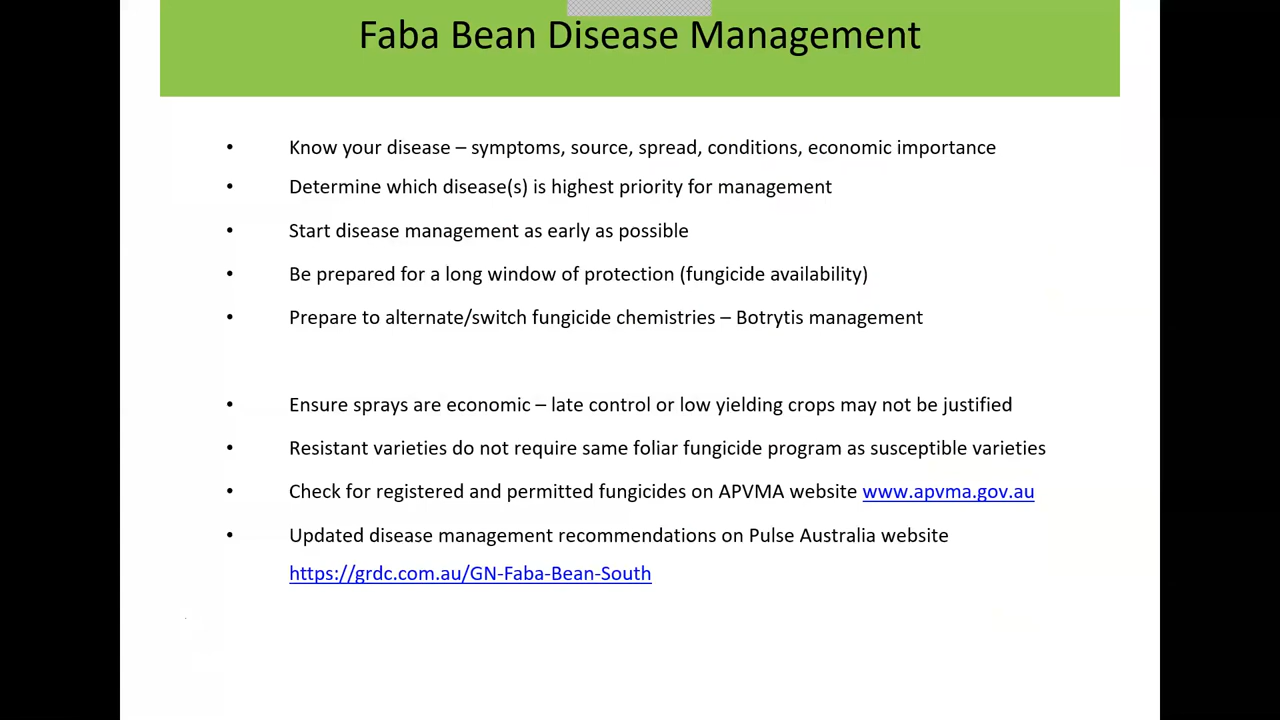 Faba Bean Disease Management
• Know your disease – symptoms, source, spread, conditions, economic importance
• Determine which disease(s) is highest priority for management
• Start disease management as early as possible
• Be prepared for a long window of protection (fungicide availability)
• Prepare to alternate/switch fungicide chemistries – Botrytis management
• Ensure sprays are economic – late control or low yielding crops may not be justified
• Resistant varieties do not require same foliar fungicide program as susceptible varieties
• Check for registered and permitted fungicides on APVMA website www.apvma.gov.au
• Updated disease management recommendations on Pulse Australia website
https://grdc.com.au/GN-Faba-Bean-South